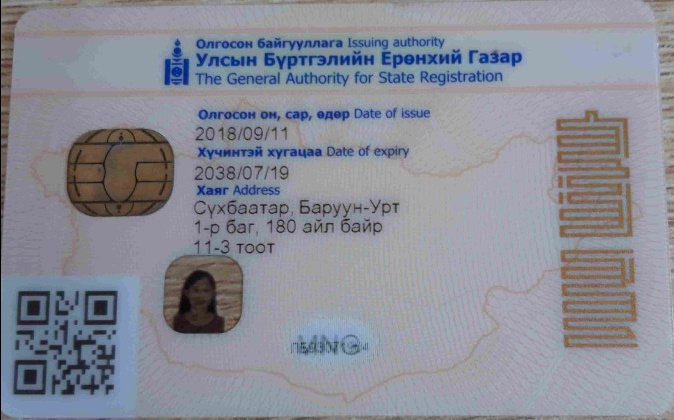 Олгосон байгууллага Issuing authority
Улсын Бүртгэлийн Ерөнхий Газар
The General Authority for State Registration
Олгосон он, сар, өдөр Date of issue
2018/09/11
Хүчинтэй хугацаа Date of expiry
2038/07/19
Хаяг Address
Сүхбаатар, Баруун-Урт
1-р баг, 180 айл байр
11-3 тоот
MNG